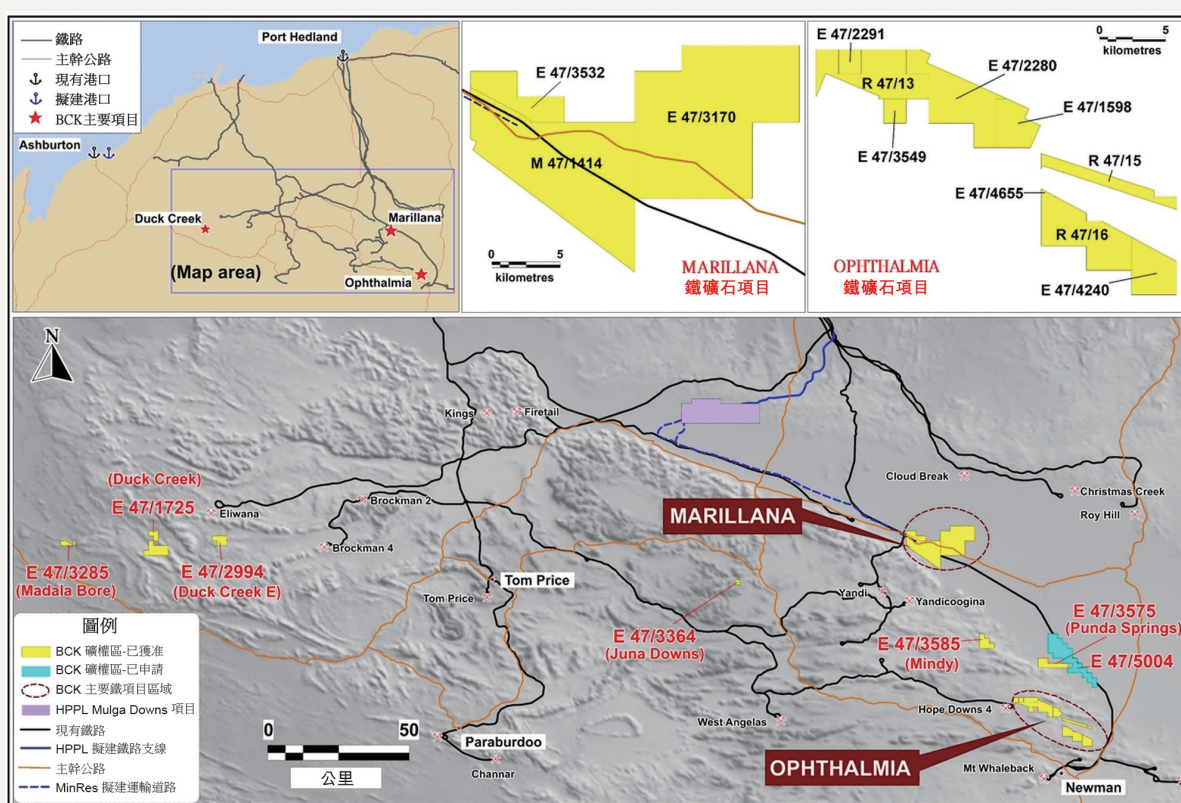 鐵路
主幹公路
現有港口
擬建港口
BCK主要項目
Port Hedland
Ashburton
Duck Creek
Marillana
(Map area)
Ophthalmia
E 47/3532
E 47/3170
M 47/1414
0 5
kilometres
MARILLANA
鐵礦石項目
0 5
kilometres
E 47/2291
E 47/2280
R 47/13
E 47/1598
E 47/3549
R 47/15
E 47/4655
R 47/16
E 47/4240
OPHTHALMIA
鐵礦石項目
N
Kings
Firetail
Cloud Break
Christmas Creek
Roy Hill
(Duck Creek)
E 47/1725
Eliwana
Brockman 2
Brockman 4
E 47/3285
(Madala Bore)
E 47/2994
(Duck Creek E)
MARILLANA
Tom Price
Tom Price
Yandi
Yandicoogina
E 47/3364
(Juna Downs)
E 47/3585
(Mindy)
E 47/3575
(Punda Springs)
E 47/5004
West Angelas
Hope Downs 4
Paraburdoo
Channar
OPHTHALMIA
Mt Whaleback
Newman
圖例
BCK 礦權區-已獲准
BCK 礦權區-已申請
BCK 主要鐵項目區域
HPPL Mulga Downs 項目
現有鐵路
HPPL 擬建鐵路支線
主幹公路
MinRes 擬建運輸道路
0 50
公里